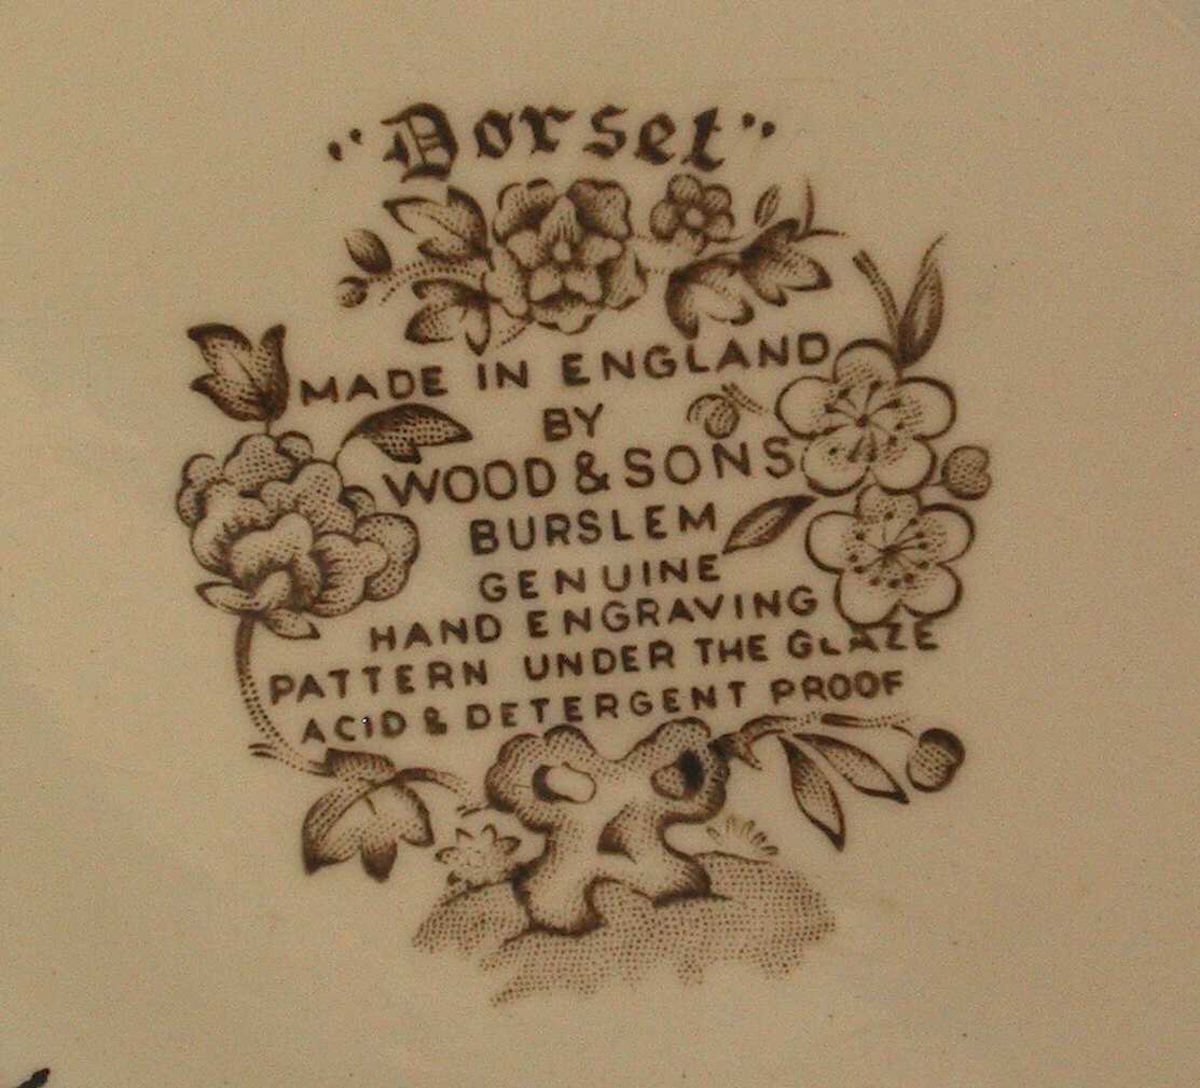 "Dorset"
MADE IN ENGLAND
BY
WOOD & SONS
BURSLEM
GENUINE
HAND ENGRAVING
PATTERN UNDER THE GLAZE
ACID & DETERGENT PROOF